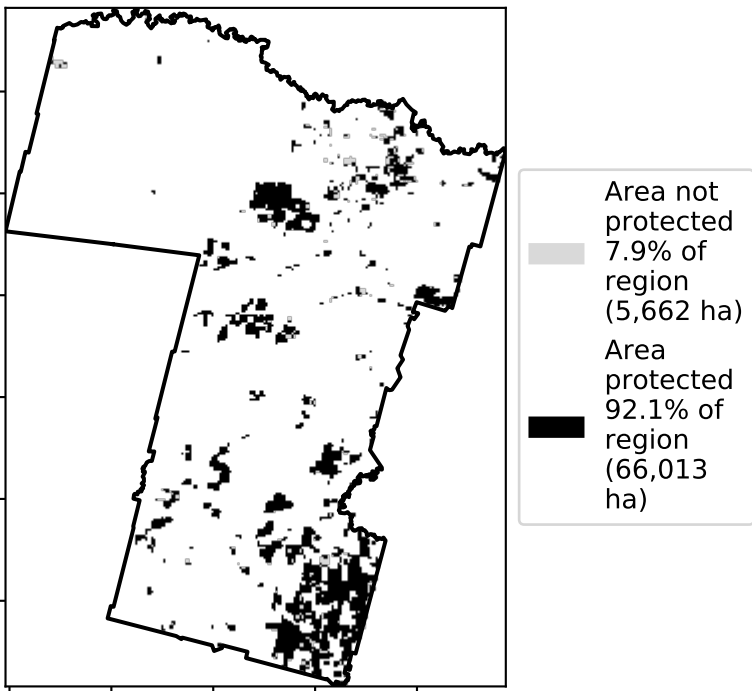 Area not
protected
7.9% of
region
(5,662 ha)
Area
protected
92.1% of
region
(66,013
ha)